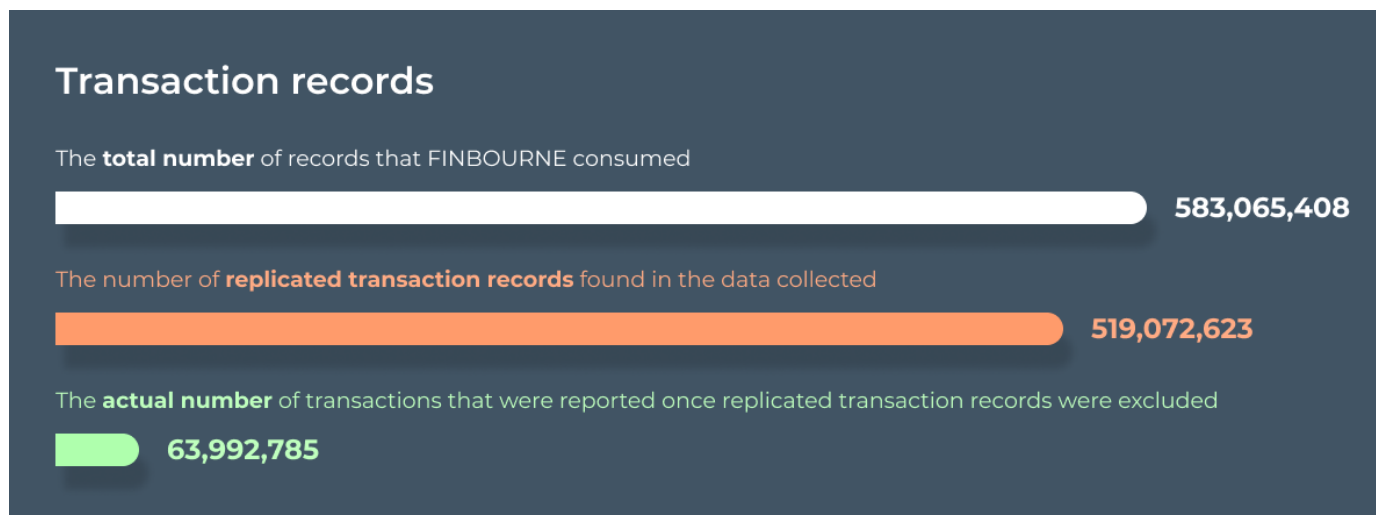 Transaction records
The total number of records that FINBOURNE consumed
583,065,408
The number of replicated transaction records found in the data collected
519,072,623
The actual number of transactions that were reported once replicated transaction records were excluded
63,992,785